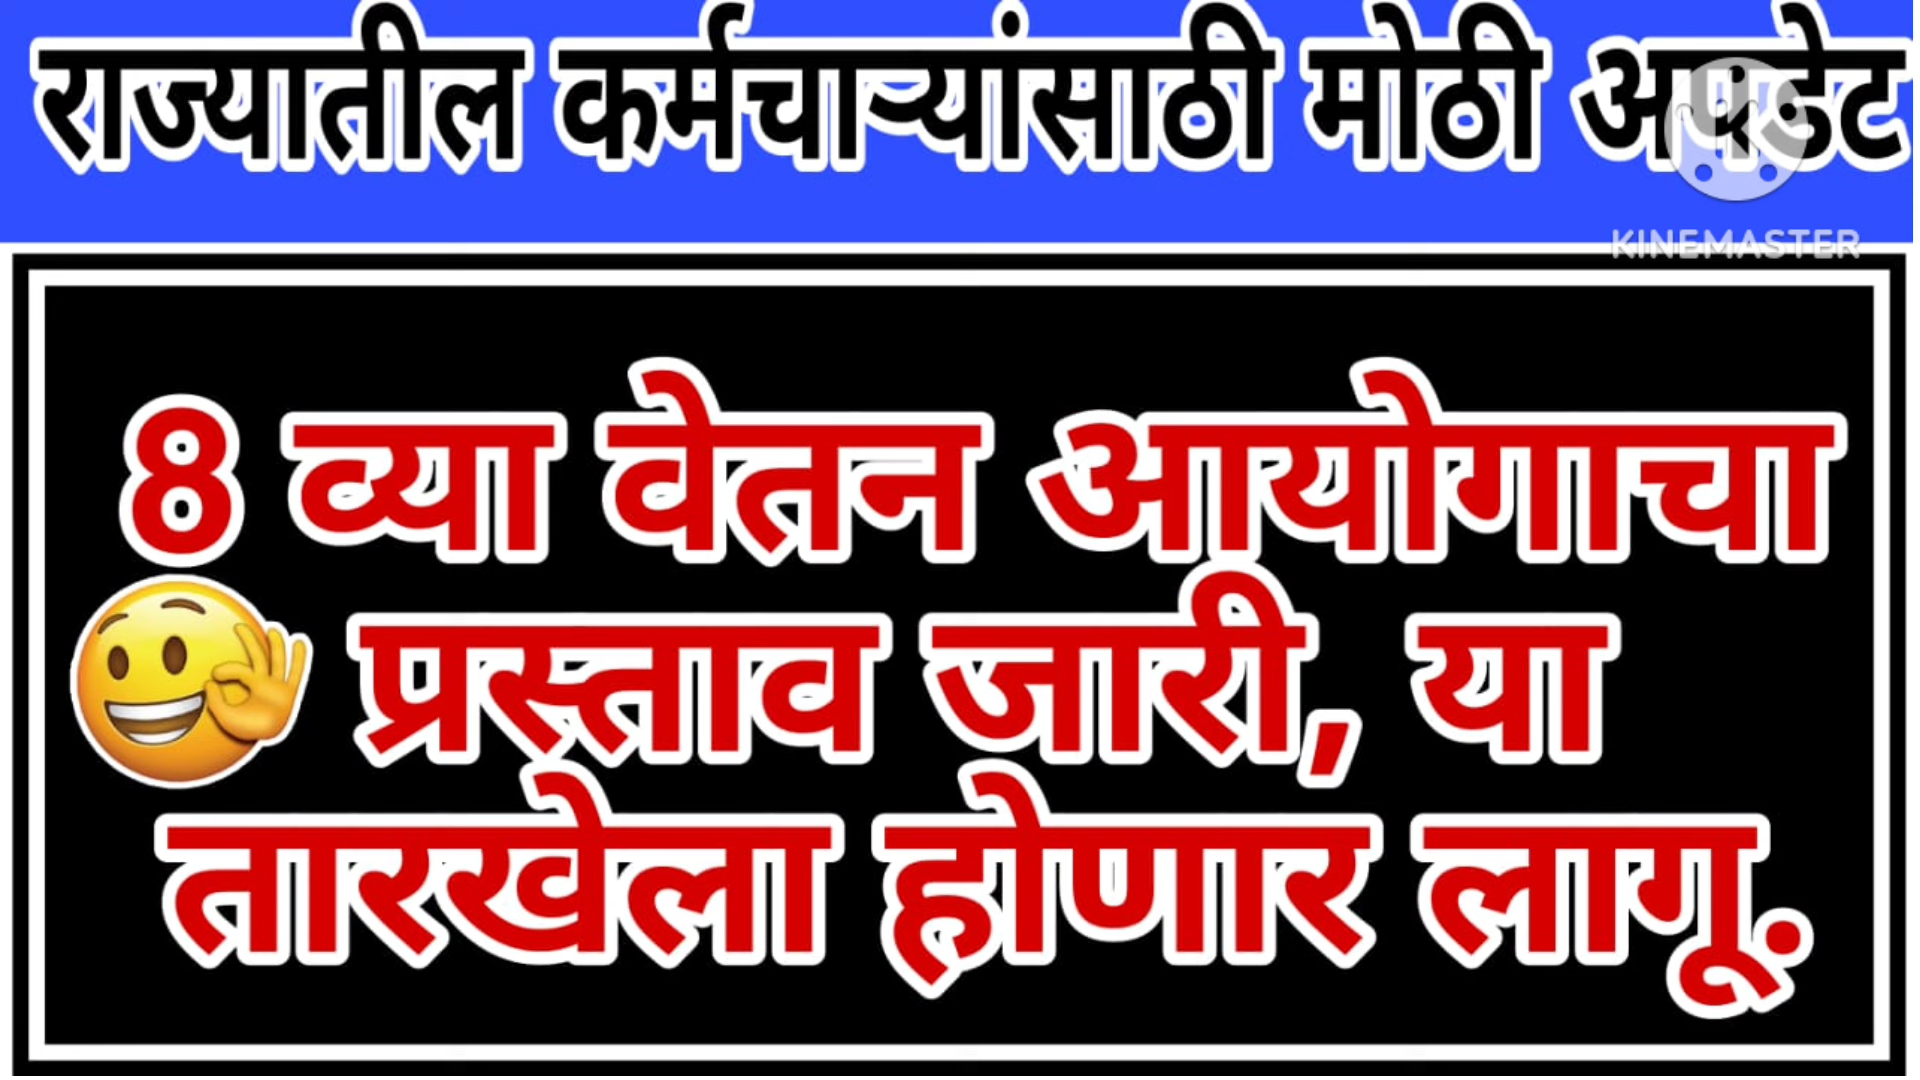 राज्यातील कर्मचाऱ्यांसाठी मोठी अपडेट
KINEMASTER
8 व्या वेतन आयोगाचा
प्रस्ताव जारी, या
तारखेला होणार लागू.